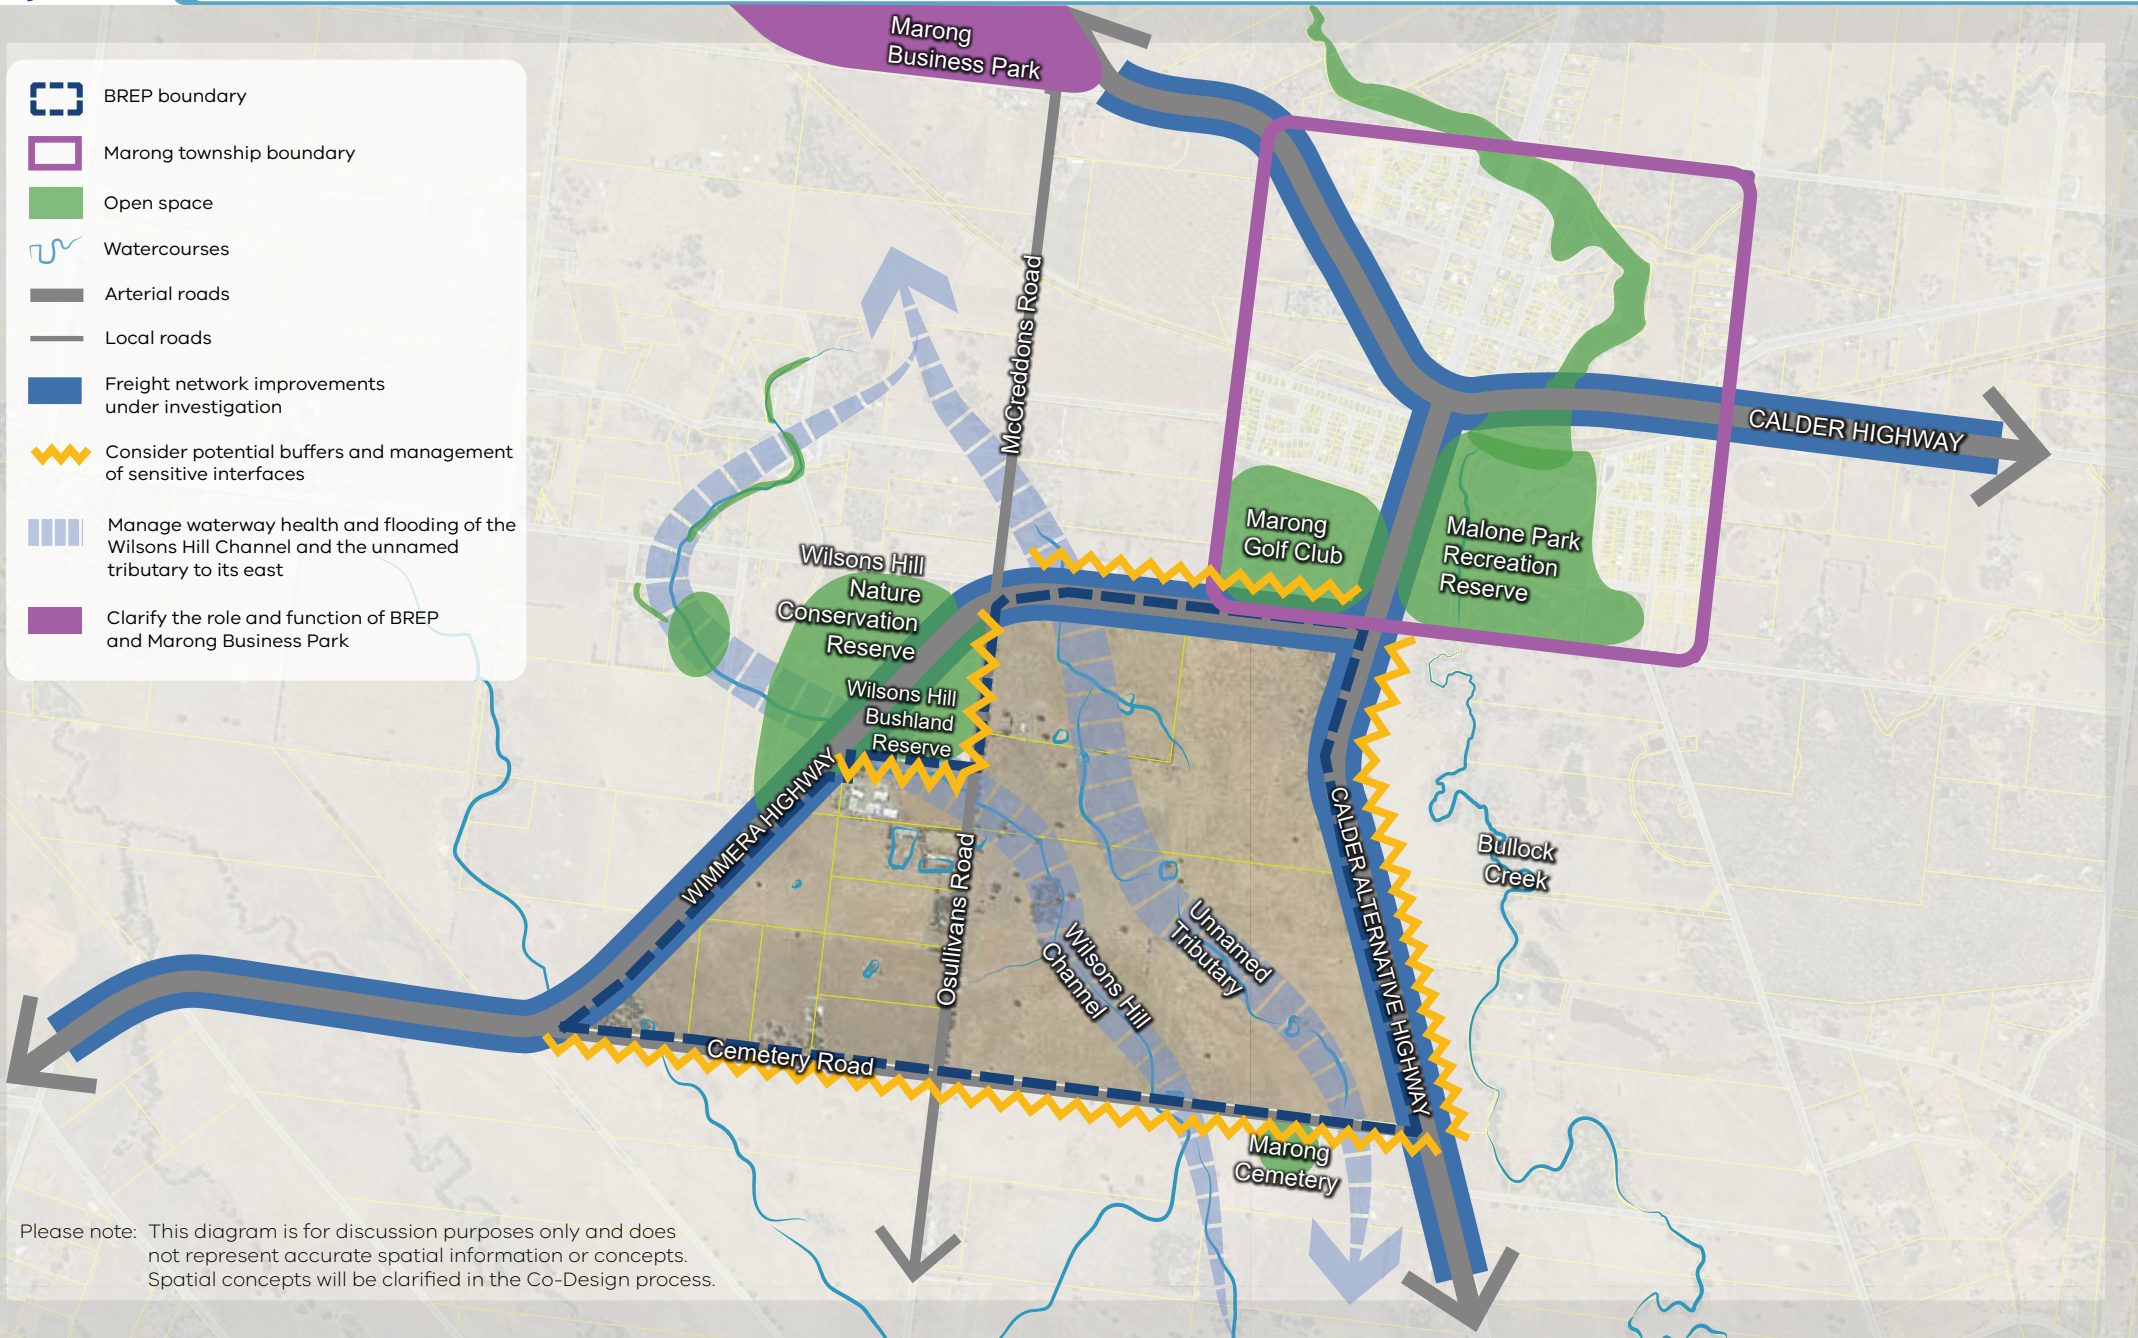 BREP boundary
Marong township boundary
Open space
Watercourses
Arterial roads
Local roads
Freight network improvements
under investigation
Consider potential buffers and management
of sensitive interfaces
Manage waterway health and flooding of the
Wilsons Hill Channel and the unnamed
tributary to its east
Clarify the role and function of BREP
and Marong Business Park
Marong
Business Park
McCreddons Road
CALDER HIGHWAY
Marong
Golf Club
Malone Park
Recreation
Reserve
Wilsons Hill
Nature
Conservation
Reserve
Wilsons Hill
Bushland
Reserve
WIMMERA HIGHWAY
Osullivans Road
Wilsons Hill
Channel
Unnamed
Tributary
CALDER ALTERNATIVE HIGHWAY
Bullock
Creek
Cemetery Road
Marong
Cemetery
Please note: This diagram is for discussion purposes only and does
not represent accurate spatial information or concepts.
Spatial concepts will be clarified in the Co-Design process.